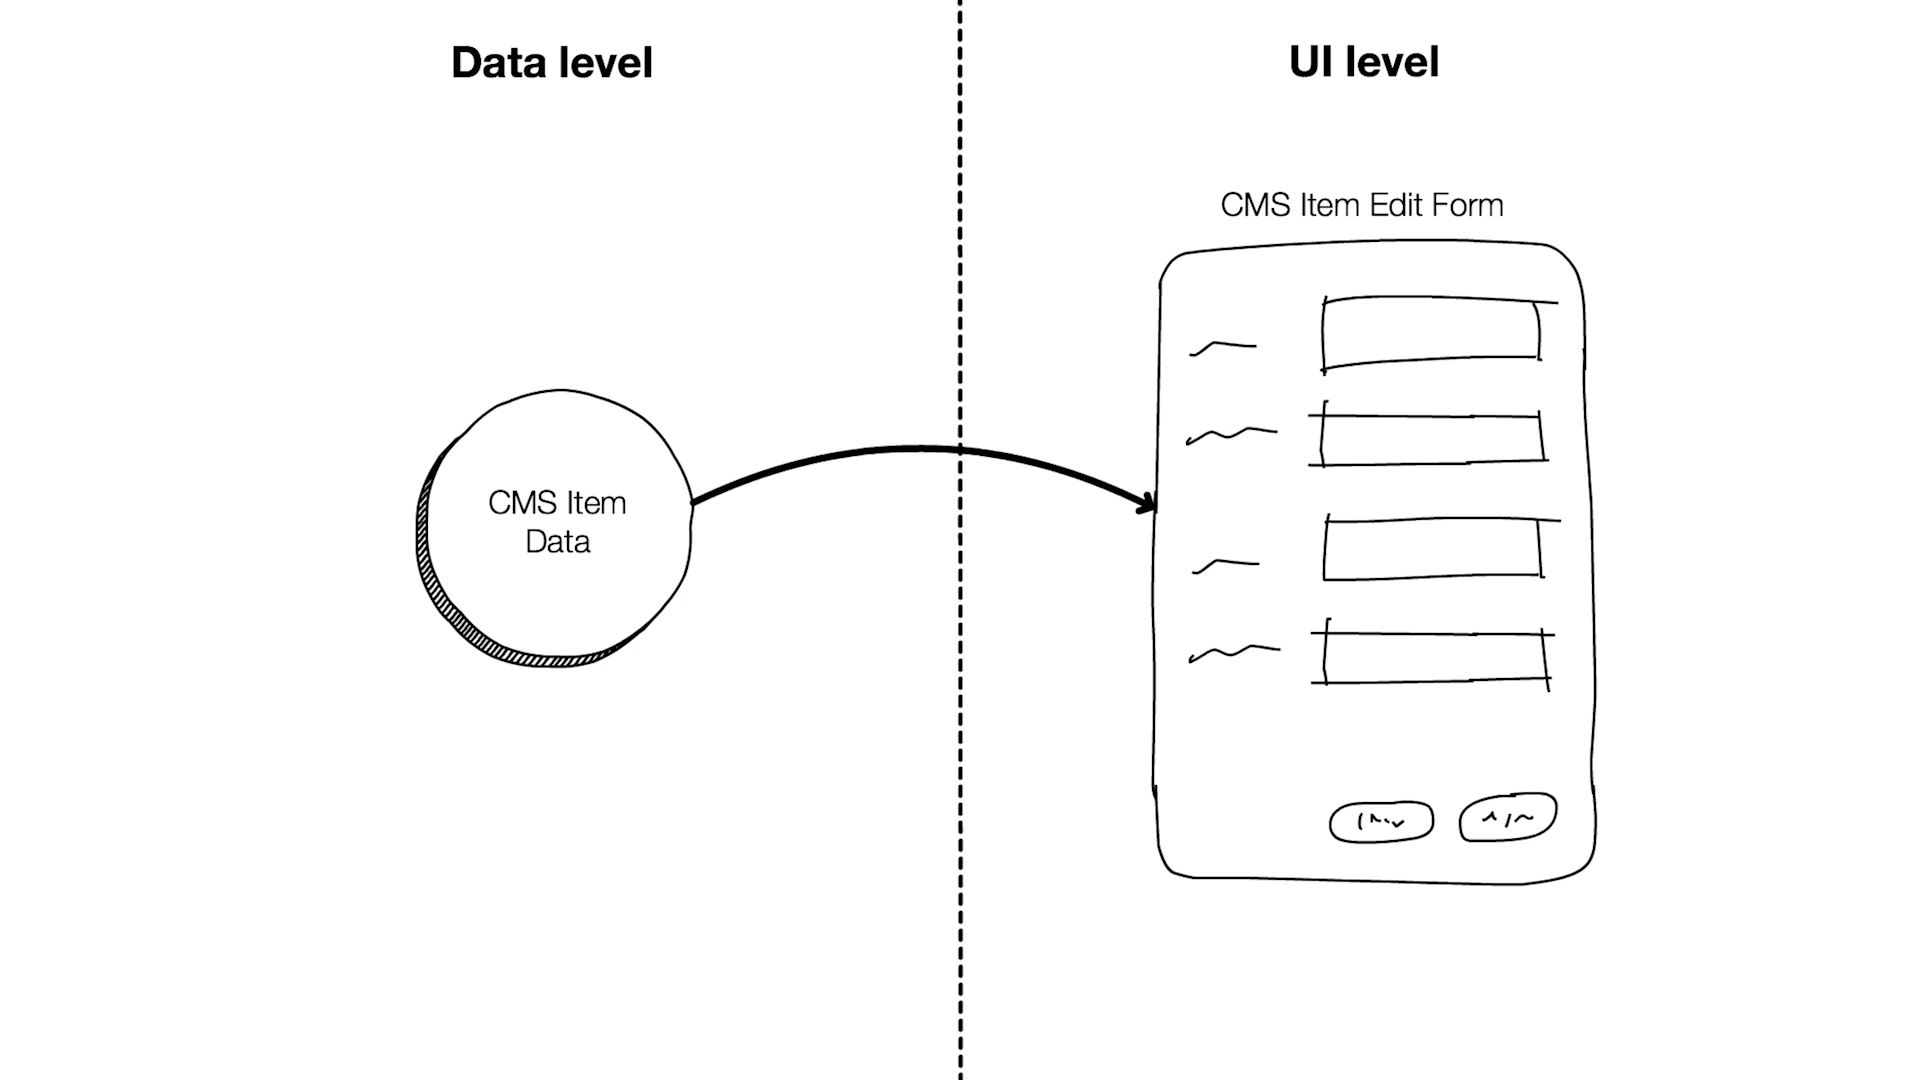 Data level
UI level
CMS Item Edit Form
CMS Item
Data